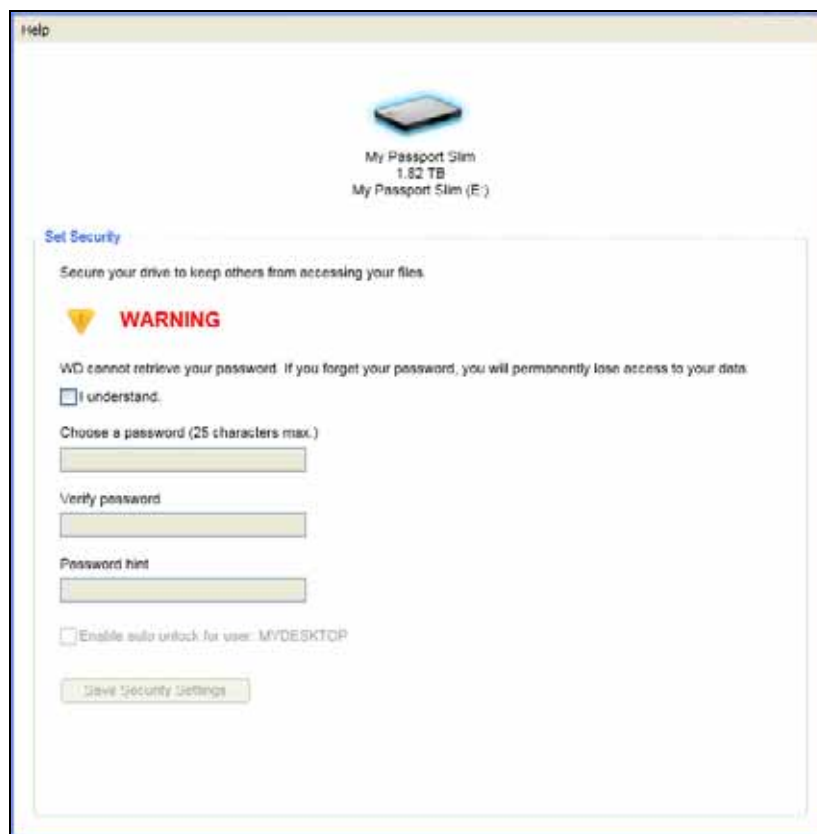 Help
My Passport Slim
1.82 TB
My Passport Slim (E:)
Set Security
Secure your drive to keep others from accessing your files.
WARNING
WD cannot retrieve your password. If you forget your password, you will permanently lose access to your data.
I understand.
Choose a password (25 characters max.)
Verify password
Password hint
Enable auto unlock for user: MYDESKTOP
Save Security Settings